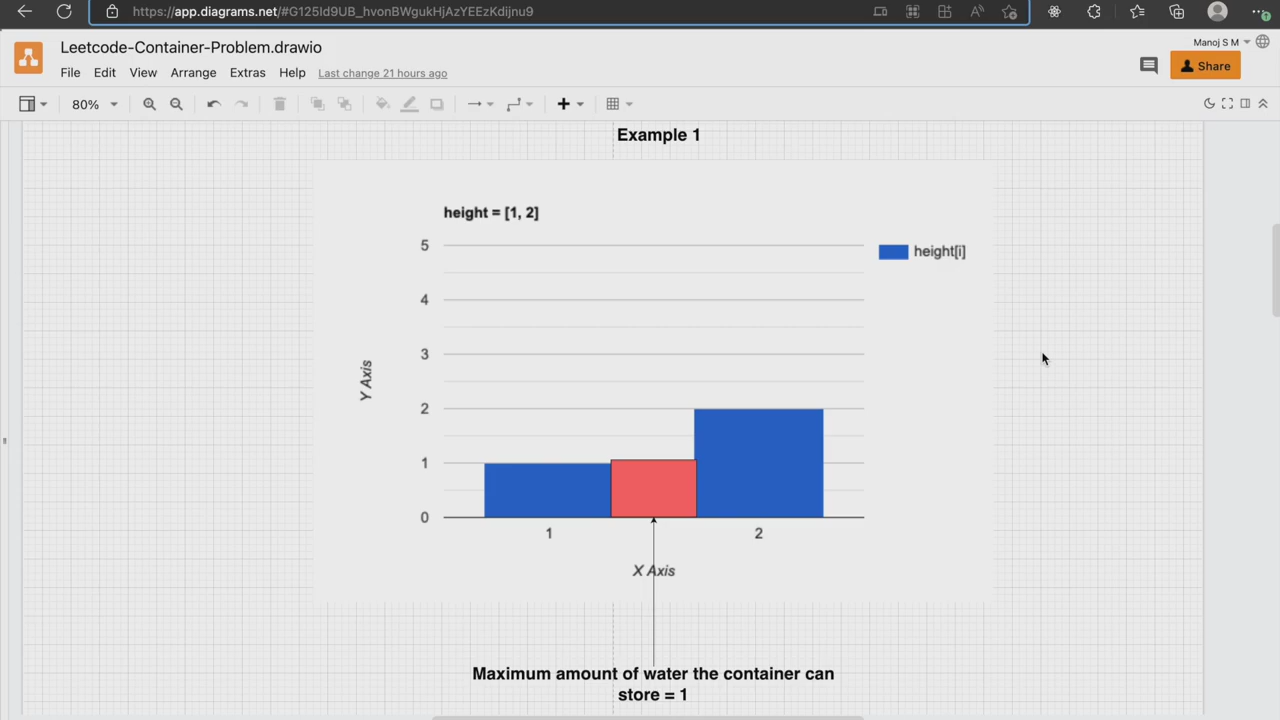 https://app.diagrams.net/#G125Id9UB_hvonBWgukHjAzYEEzKdijnu9
Leetcode-Container-Problem.drawio
Manoj S M
File Edit View Arrange Extras Help Last change 21 hours ago
Share
80%
Example 1
height = [1, 2]
5
height[i]
4
3
Y Axis
2
1
0
1 2
X Axis
Maximum amount of water the container can
store = 1